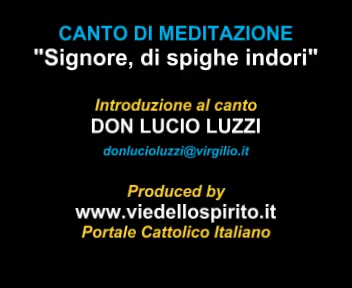 CANTO DI MEDITAZIONE
"Signore, di spighe indori"
Introduzione al canto
DON LUCIO LUZZI
donlucioluzzi@virgilio.it
Produced by
www.viedellospirito.it
Portale Cattolico Italiano